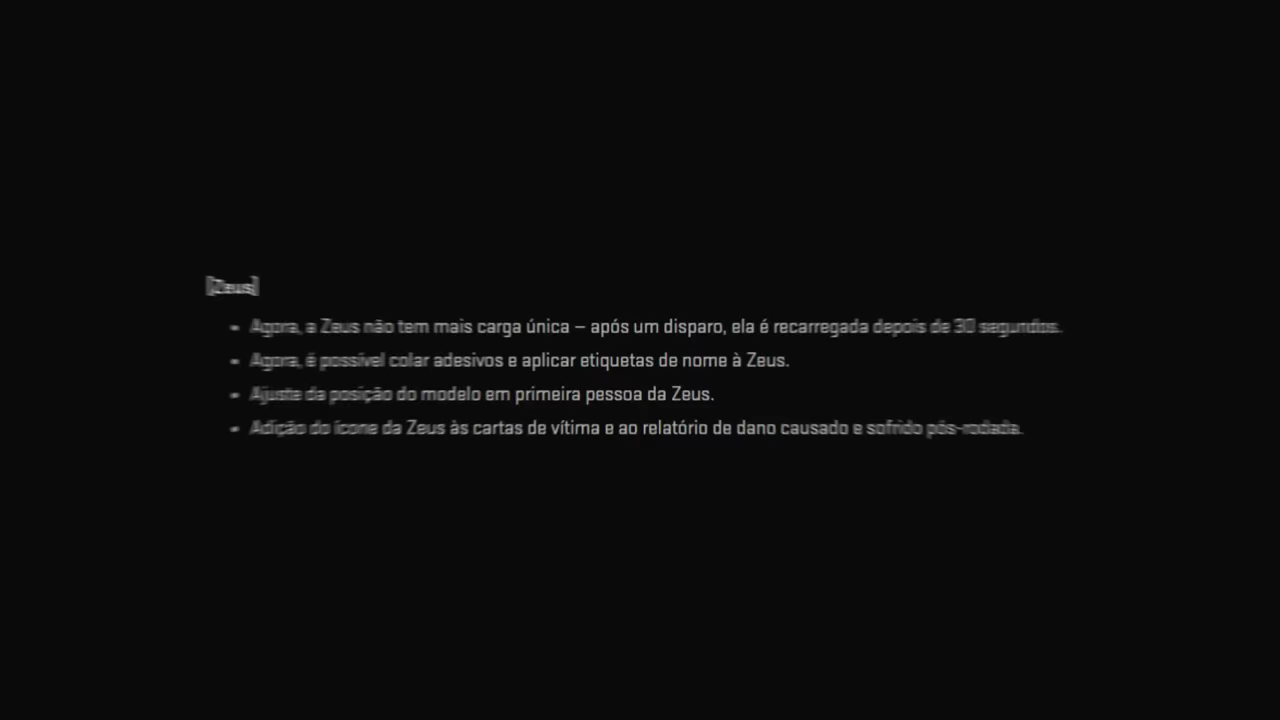 [Zeus]
• Agora, a Zeus não tem mais carga única – após um disparo, ela é recarregada depois de 30 segundos.
• Agora, é possível colar adesivos e aplicar etiquetas de nome à Zeus.
• Ajuste da posição do modelo em primeira pessoa da Zeus.
• Adição do ícone da Zeus às cartas de vítima e ao relatório de dano causado e sofrido pós-rodada.